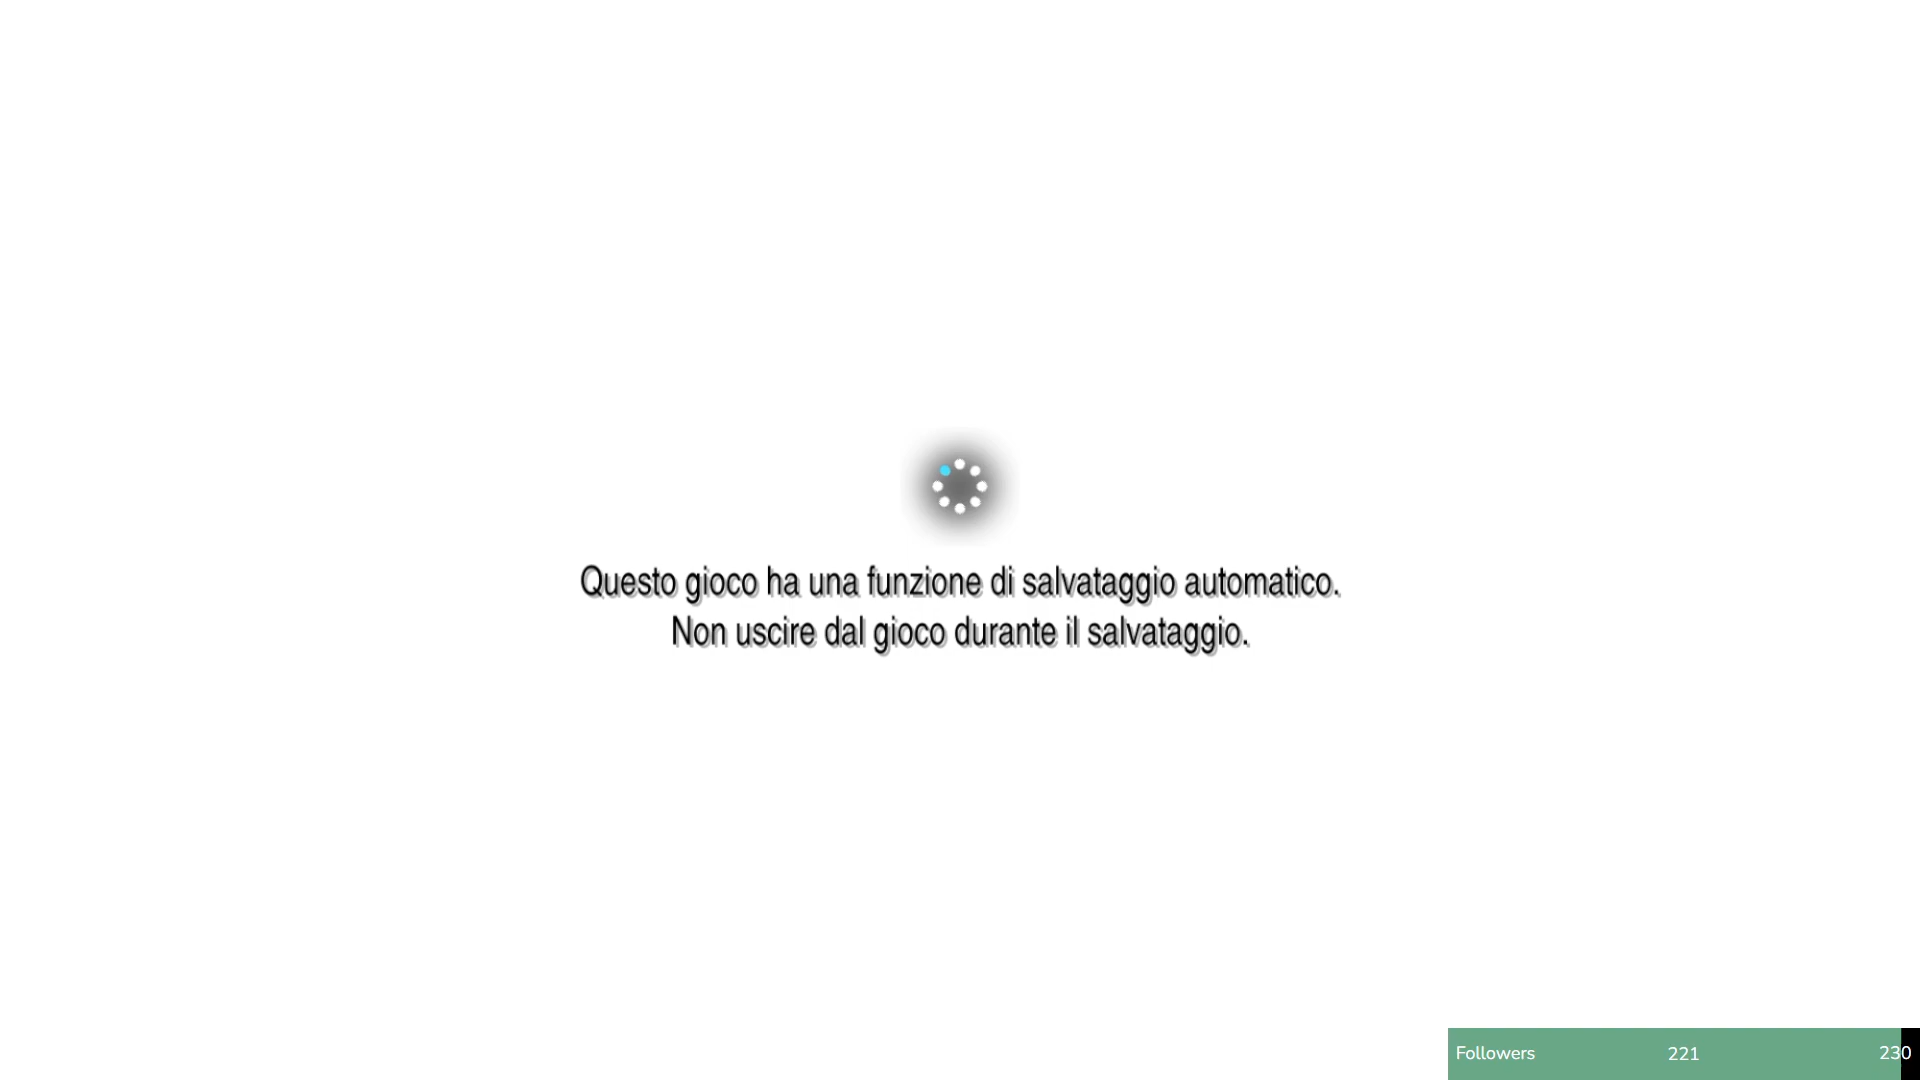 Questo gioco ha una funzione di salvataggio automatico.
Non uscire dal gioco durante il salvataggio.
Followers 221 230